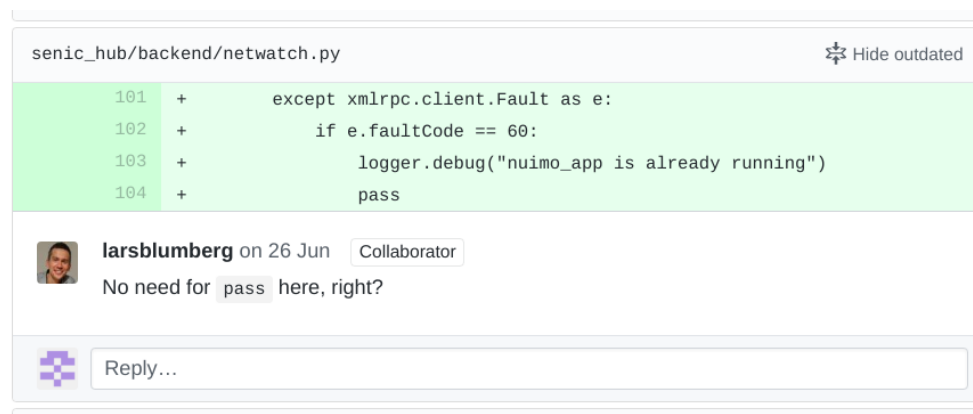 senic_hub/backend/netwatch.py Hide outdated
101 + except xmlrpc.client.Fault as e:
102 + if e.faultCode == 60:
103 + logger.debug("nuimo_app is already running")
104 + pass
larsblumberg on 26 Jun Collaborator
No need for pass here, right?
Reply…